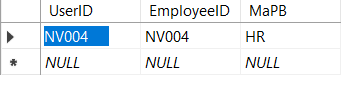 UserID EmployeeID MaPB
NV004 NV004 HR
NULL NULL NULL